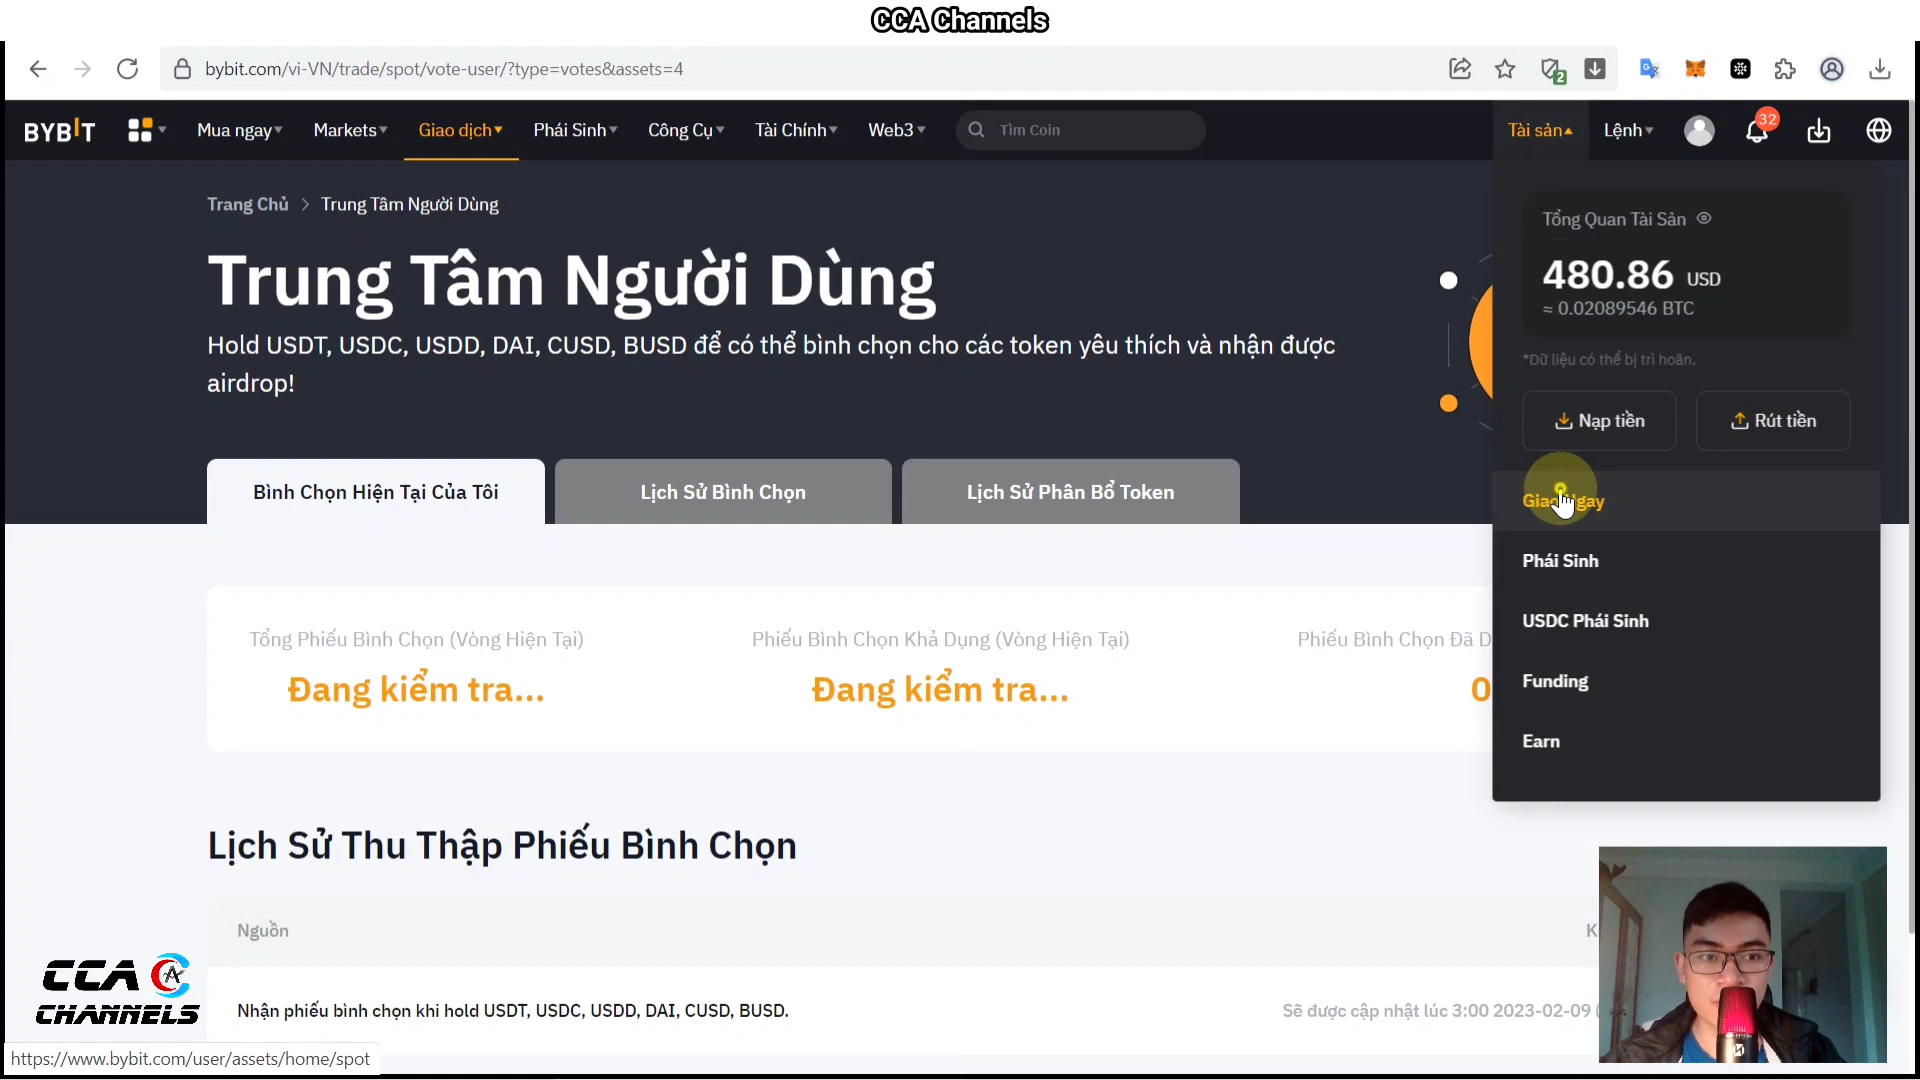 CCA Channels
bybit.com/vi-VN/trade/spot/vote-user/?type=votes&assets=4
2
BYBIT
Mua ngay
Markets
Giao dịch
Phái Sinh
Công Cụ
Tài Chính
Web3
Tìm Coin
Tài sản
Lệnh
32
Trang Chủ > Trung Tâm Người Dùng
Trung Tâm Người Dùng
Hold USDT, USDC, USDD, DAI, CUSD, BUSD để có thể bình chọn cho các token yêu thích và nhận được
airdrop!
Bình Chọn Hiện Tại Của Tôi
Lịch Sử Bình Chọn
Lịch Sử Phân Bổ Token
Tổng Quan Tài Sản
480.86 USD
≈ 0.02089546 BTC
*Dữ liệu có thể bị trì hoãn.
Nạp tiền
Rút tiền
Giao Ngay
Phái Sinh
USDC Phái Sinh
Funding
Earn
Tổng Phiếu Bình Chọn (Vòng Hiện Tại)
Đang kiểm tra...
Phiếu Bình Chọn Khả Dụng (Vòng Hiện Tại)
Đang kiểm tra...
Phiếu Bình Chọn Đã D
0
Lịch Sử Thu Thập Phiếu Bình Chọn
Nguồn
K
Nhận phiếu bình chọn khi hold USDT, USDC, USDD, DAI, CUSD, BUSD.
Sẽ được cập nhật lúc 3:00 2023-02-09 (
CCA
CHANNELS
https://www.bybit.com/user/assets/home/spot